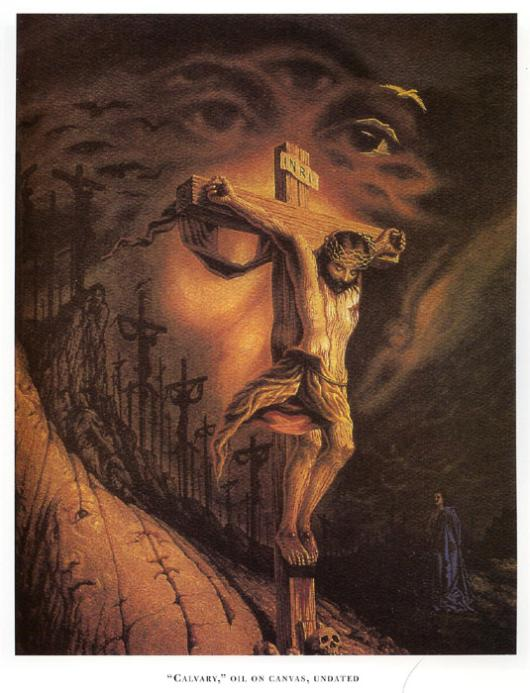 INRI
"CALVARY," OIL ON CANVAS, UNDATED